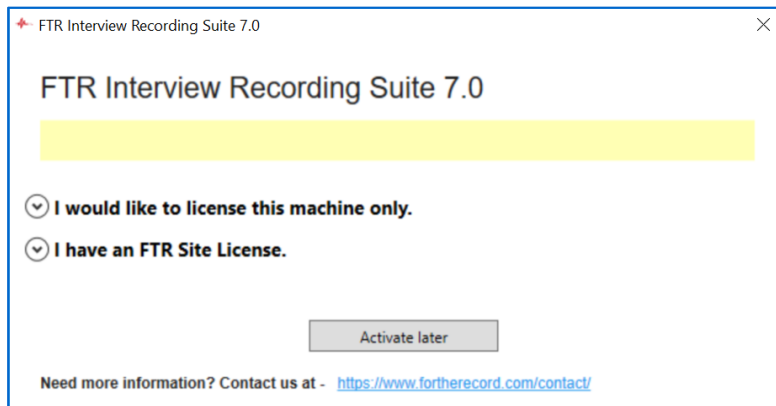 FTR Interview Recording Suite 7.0
FTR Interview Recording Suite 7.0
I would like to license this machine only.
I have an FTR Site License.
Activate later
Need more information? Contact us at - https://www.fortherecord.com/contact/